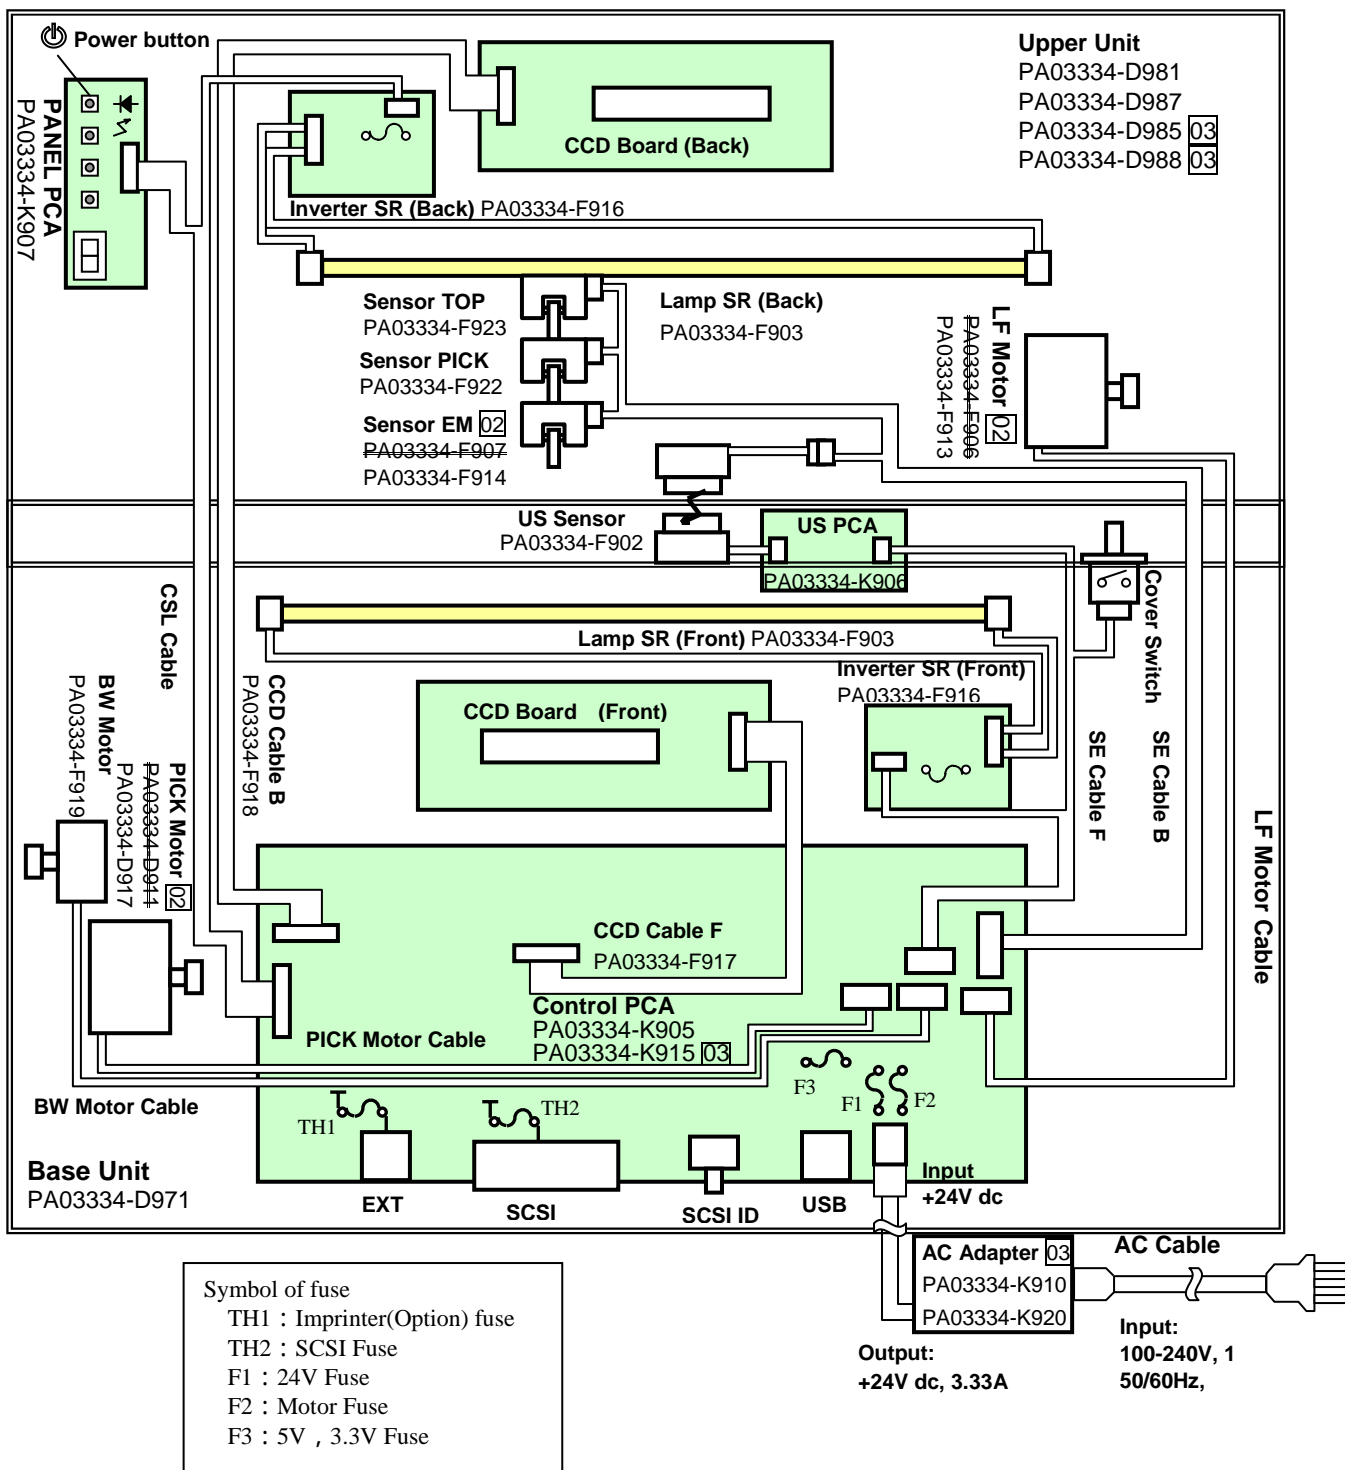 Power button
PANEL PCA
PA03334-K907
CCD Board (Back)
Upper Unit
PA03334-D981
PA03334-D987
PA03334-D985 03
PA03334-D988 03
Inverter SR (Back) PA03334-F916
Sensor TOP
PA03334-F923
Sensor PICK
PA03334-F922
Sensor EM 02
PA03334-F907
PA03334-F914
Lamp SR (Back)
PA03334-F903
LF Motor 02
PA03334-F906
PA03334-F913
US Sensor
PA03334-F902
US PCA
PA03334-K906
Cover Switch
CSL Cable
Lamp SR (Front) PA03334-F903
Inverter SR (Front)
PA03334-F916
CCD Cable B
PA03334-F918
CCD Board (Front)
BW Motor
PA03334-F919
PICK Motor 02
PA03334-D911
PA03334-D917
SE Cable F
SE Cable B
LF Motor Cable
CCD Cable F
PA03334-F917
Control PCA
PA03334-K905
PA03334-K915 03
PICK Motor Cable
BW Motor Cable
F3
F1
F2
TH1
TH2
Base Unit
PA03334-D971
EXT
SCSI
SCSI ID
USB
Input
+24V dc
AC Adapter 03
PA03334-K910
PA03334-K920
AC Cable
Output:
+24V dc, 3.33A
Input:
100-240V, 1
50/60Hz,
Symbol of fuse
TH1 : Imprinter(Option) fuse
TH2 : SCSI Fuse
F1 : 24V Fuse
F2 : Motor Fuse
F3 : 5V , 3.3V Fuse